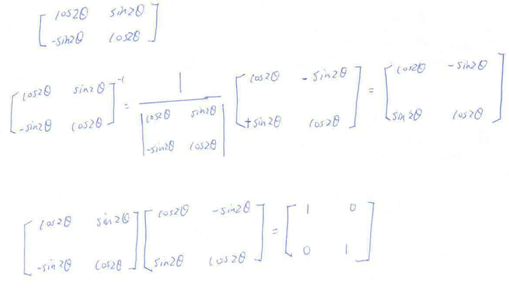 [ cos2θ sin2θ
-sin2θ cos2θ ]
[ cos2θ sin2θ
-sin2θ cos2θ ]⁻¹ = 1 / | cos2θ sin2θ
-sin2θ cos2θ | [ cos2θ -sin2θ
+sin2θ cos2θ ] = [ cos2θ -sin2θ
sin2θ cos2θ ]
[ cos2θ sin2θ
-sin2θ cos2θ ] [ cos2θ -sin2θ
sin2θ cos2θ ] = [ 1 0
0 1 ]